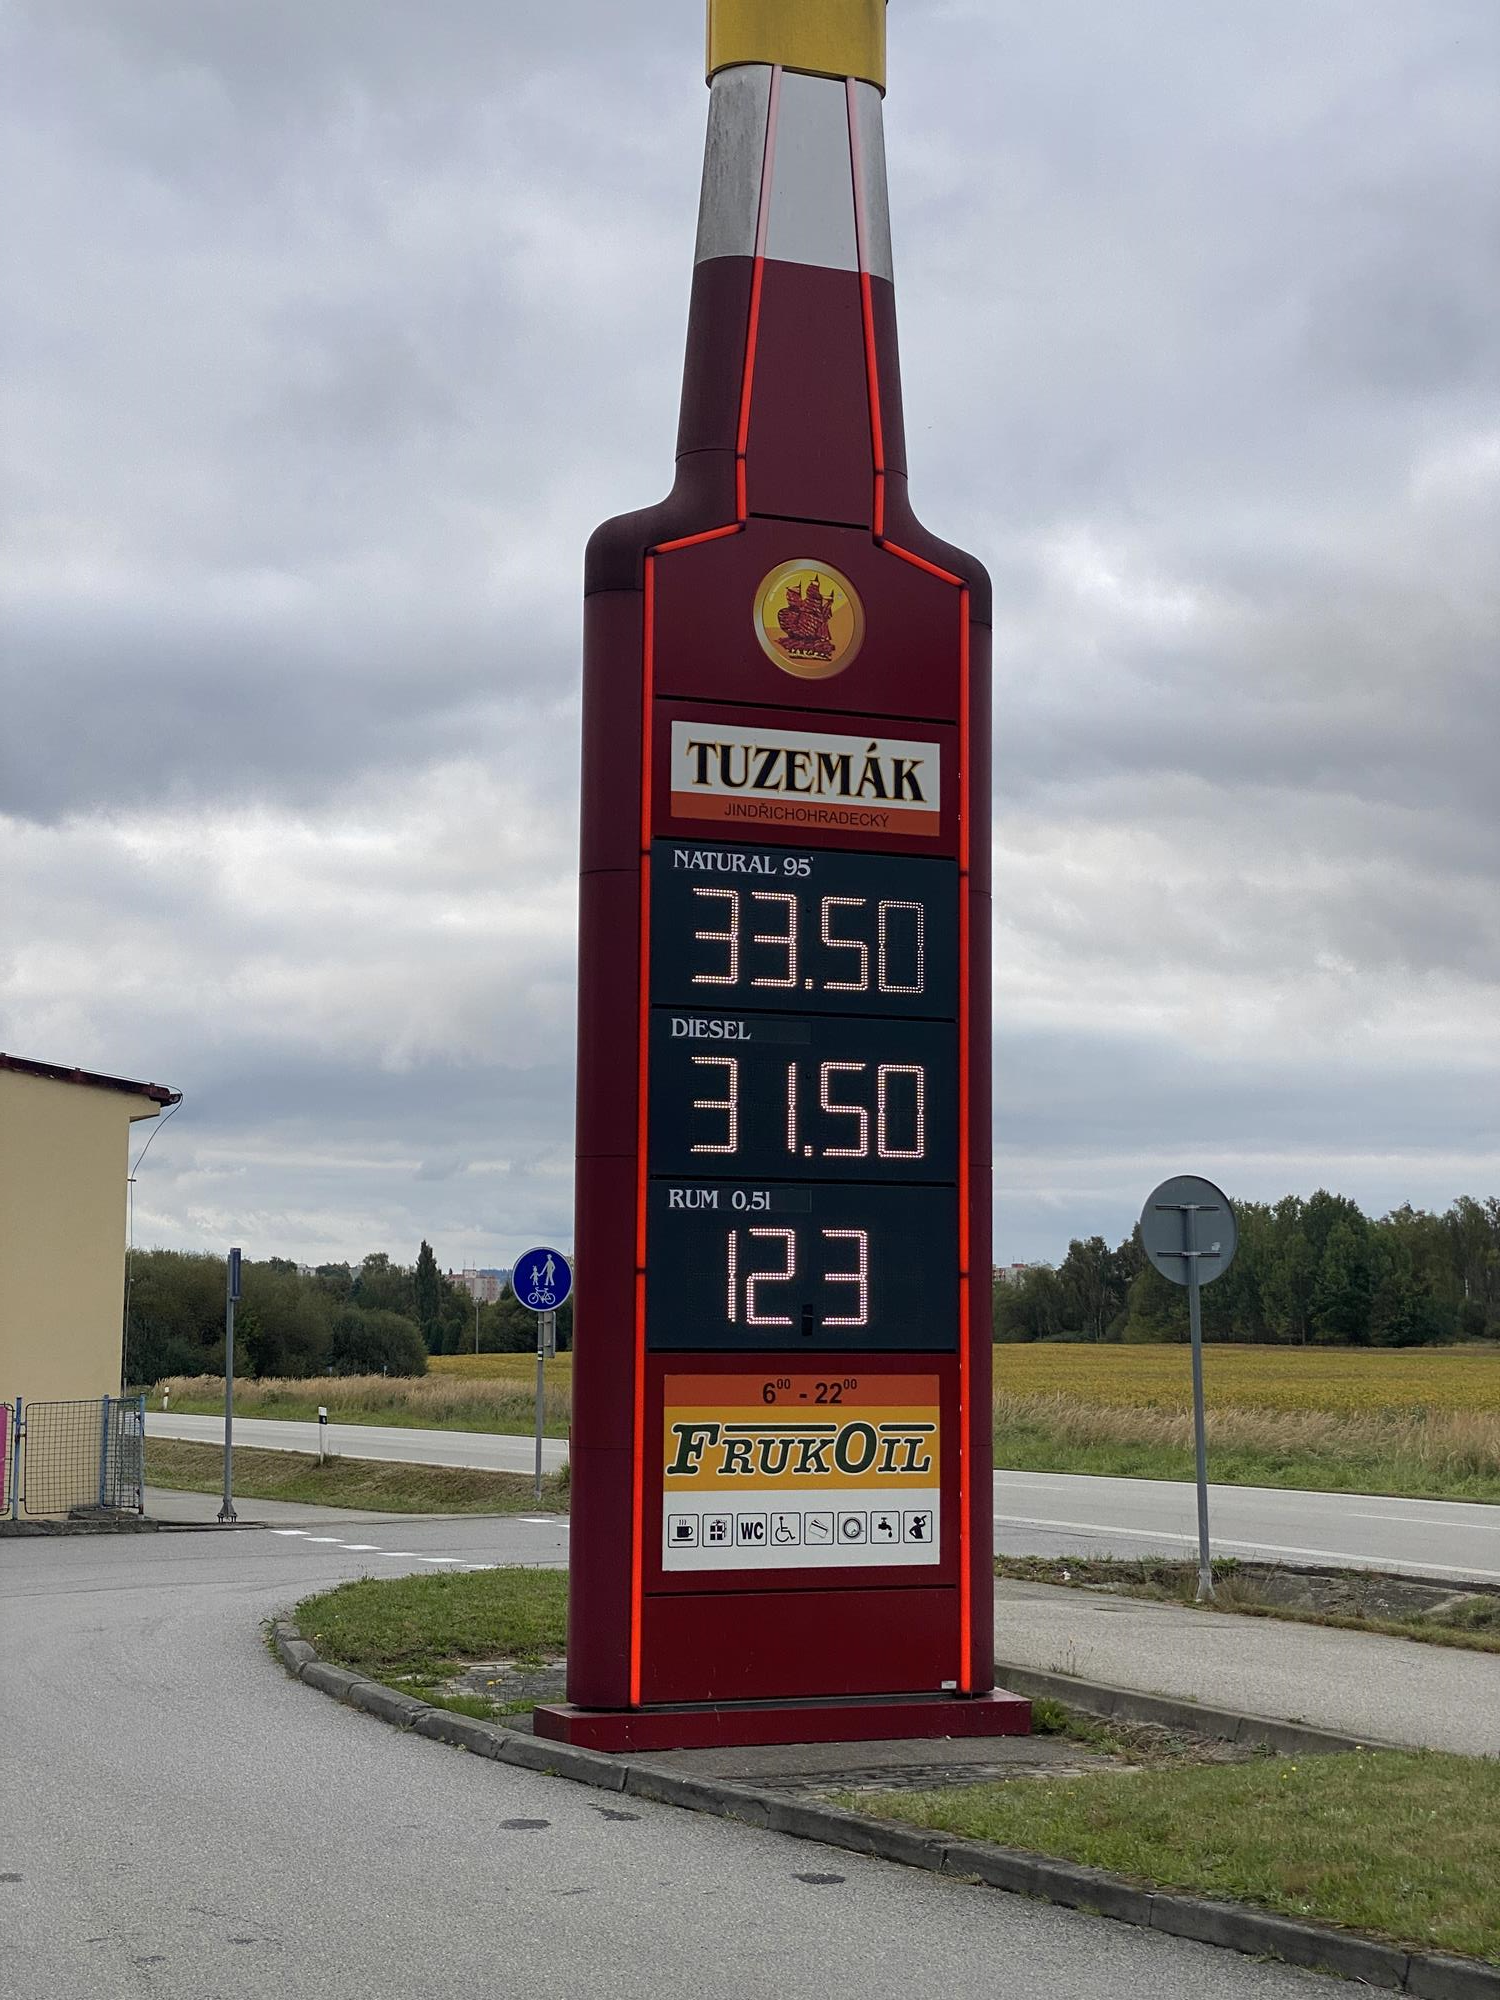 TUZEMÁK
JINDŘICHOHRADECKÝ
NATURAL 95
33.50
DIESEL
31.50
RUM 0,5l
123
6⁰⁰ - 22⁰⁰
FRUKOIL
WC